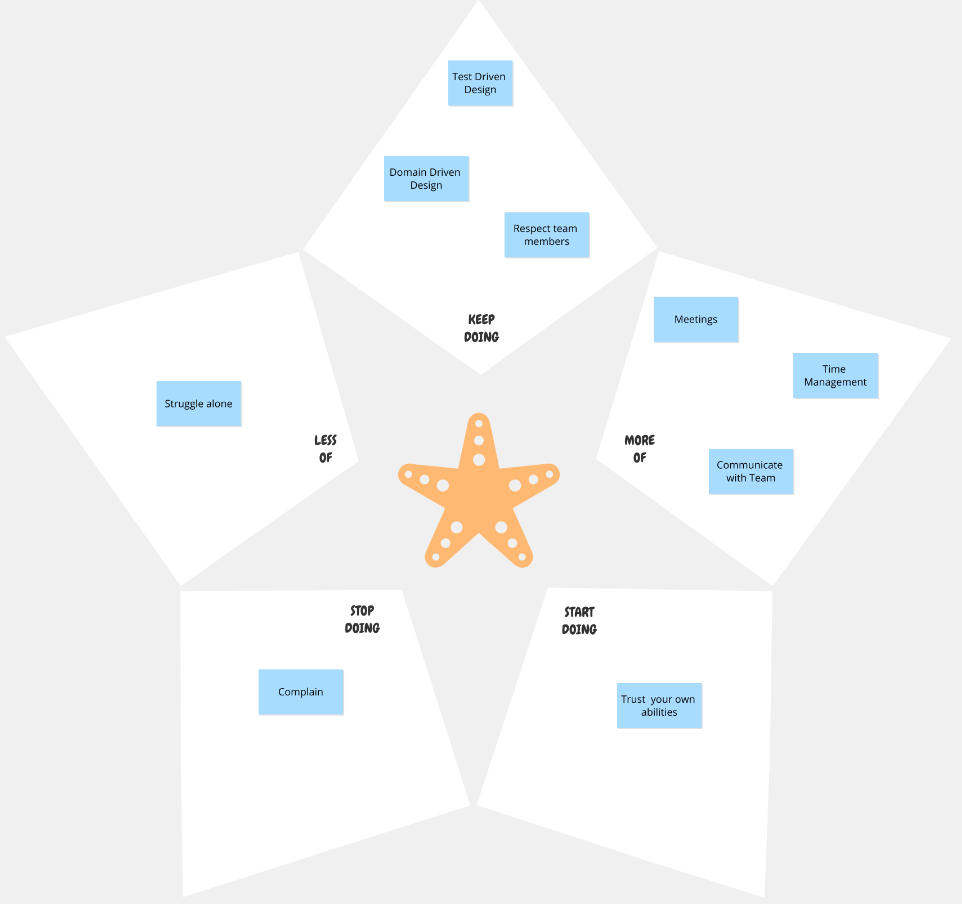 Test Driven
Design
Domain Driven
Design
Respect team
members
KEEP
DOING
Meetings
Time
Management
MORE
OF
Communicate
with Team
Struggle alone
LESS
OF
STOP
DOING
Complain
START
DOING
Trust  your own
abilities